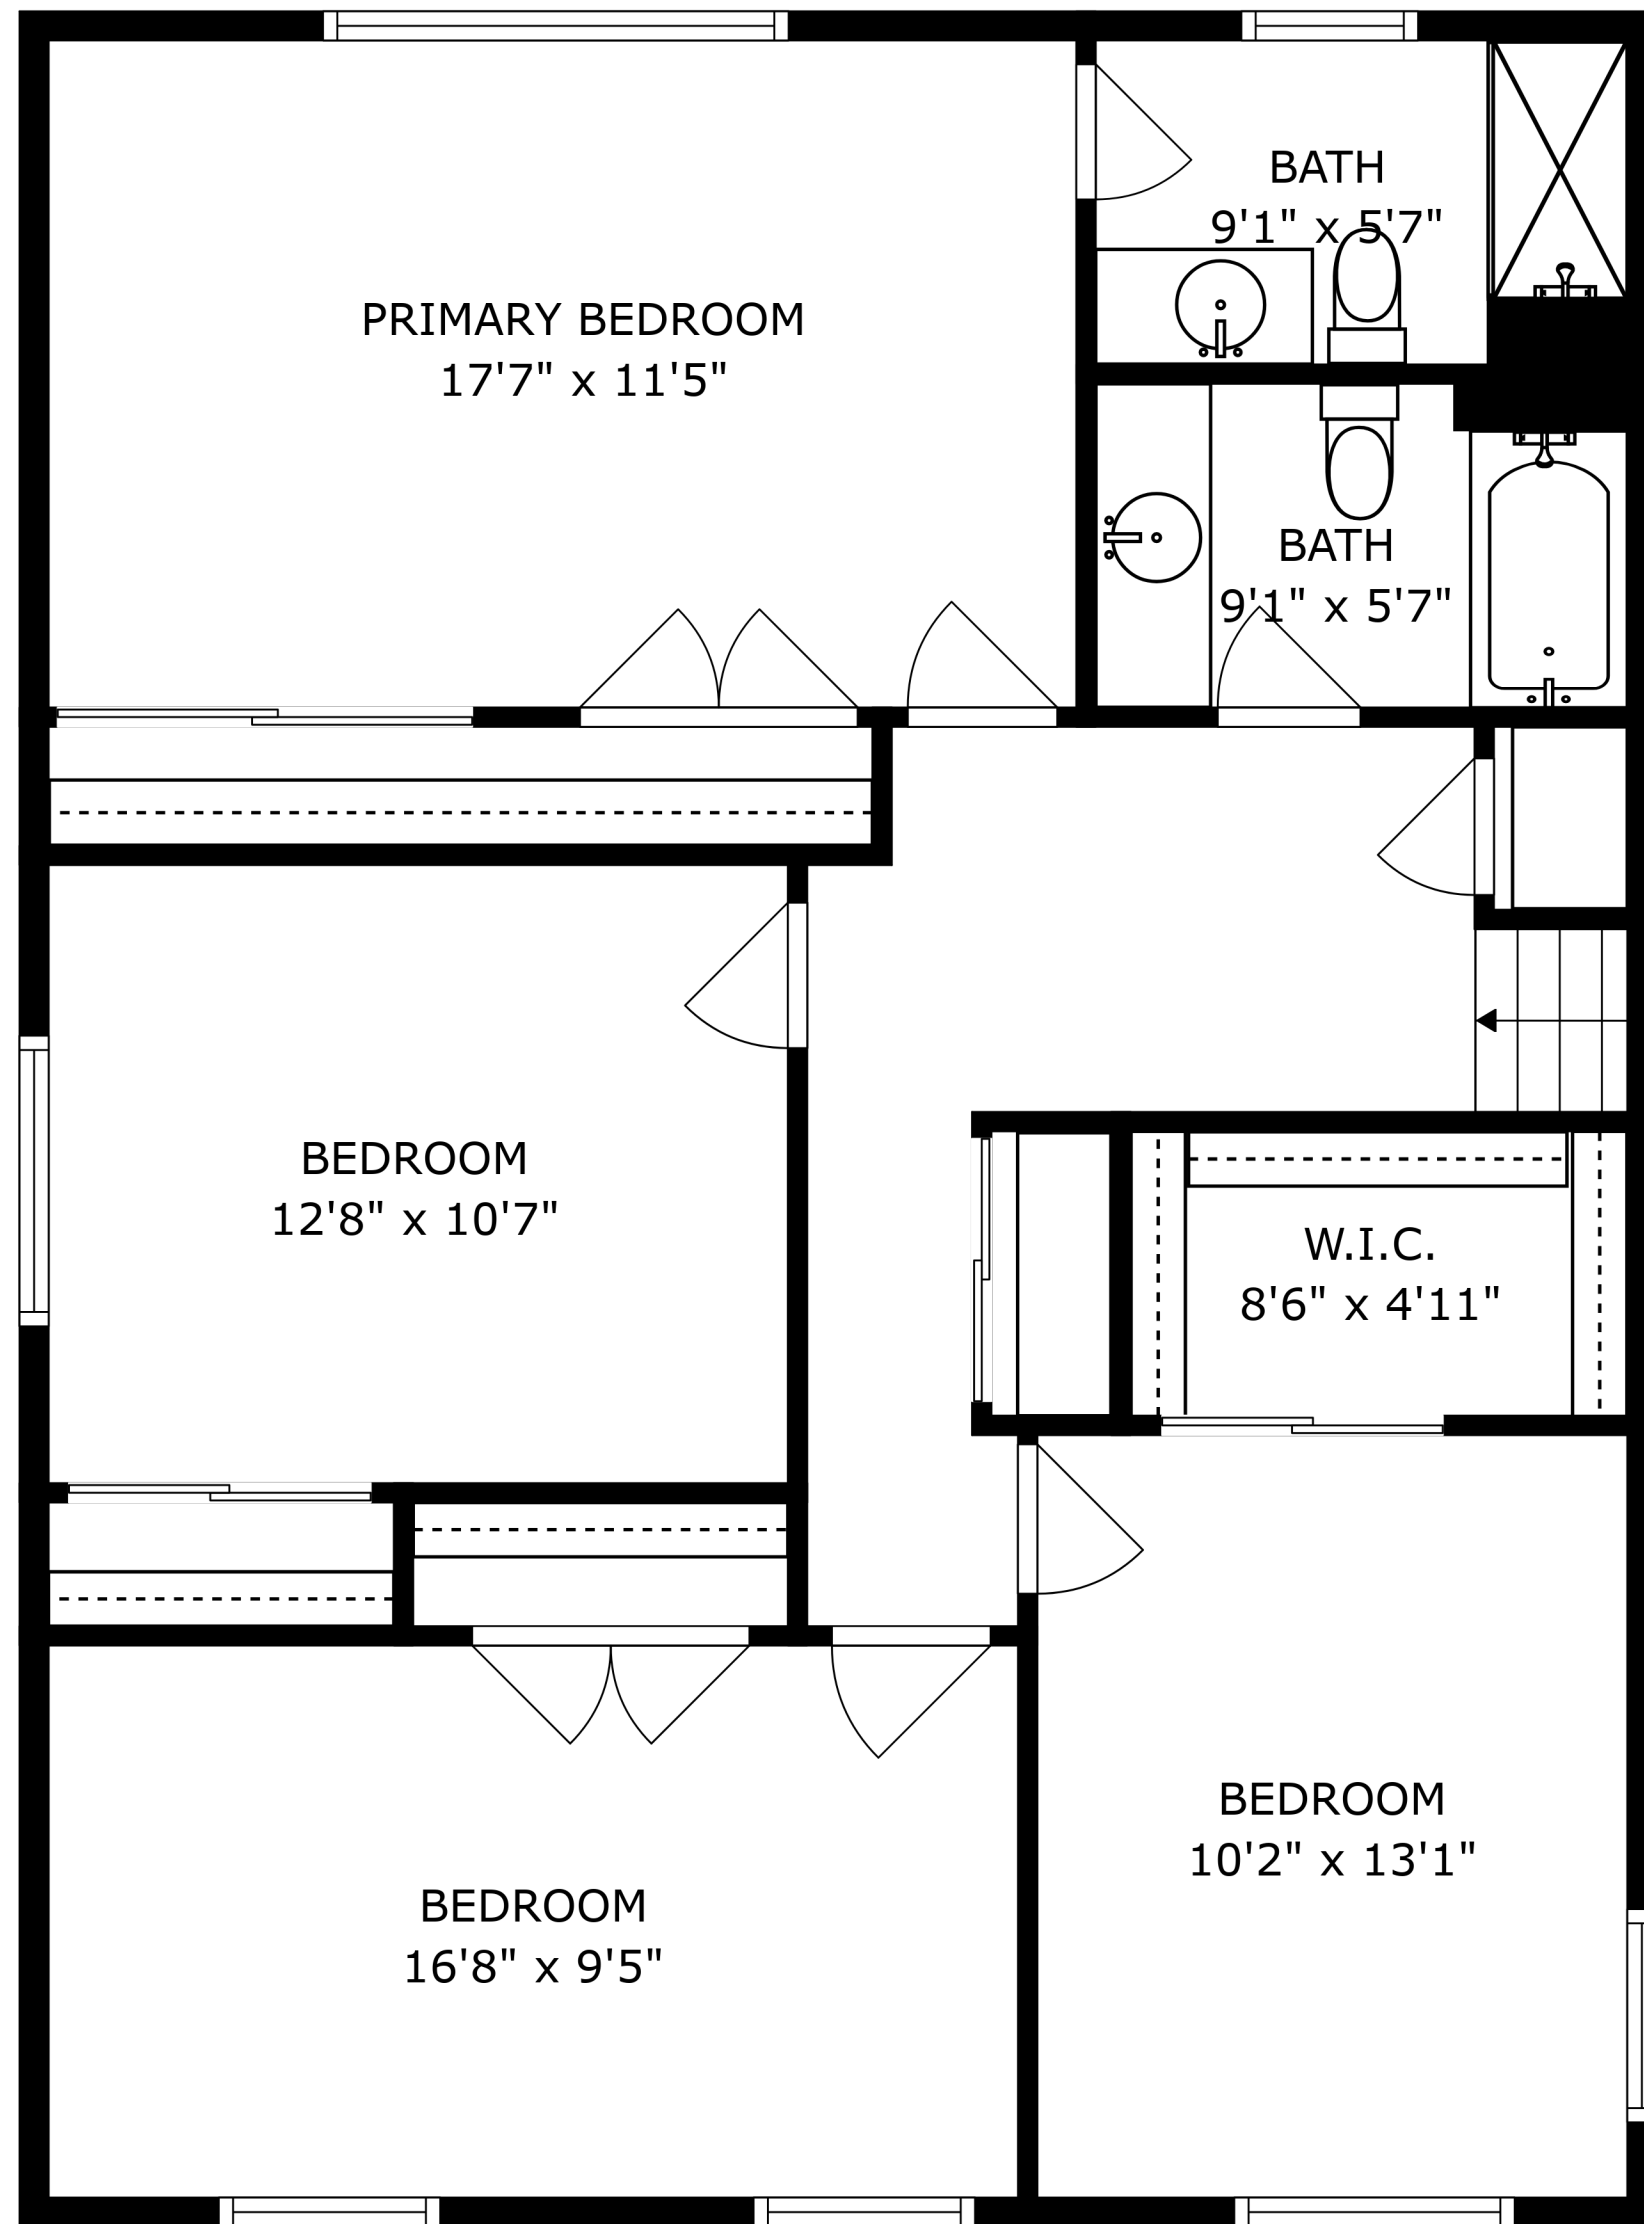 BATH
9'1" x 5'7"
PRIMARY BEDROOM
17'7" x 11'5"
BATH
9'1" x 5'7"
BEDROOM
12'8" x 10'7"
W.I.C.
8'6" x 4'11"
BEDROOM
10'2" x 13'1"
BEDROOM
16'8" x 9'5"